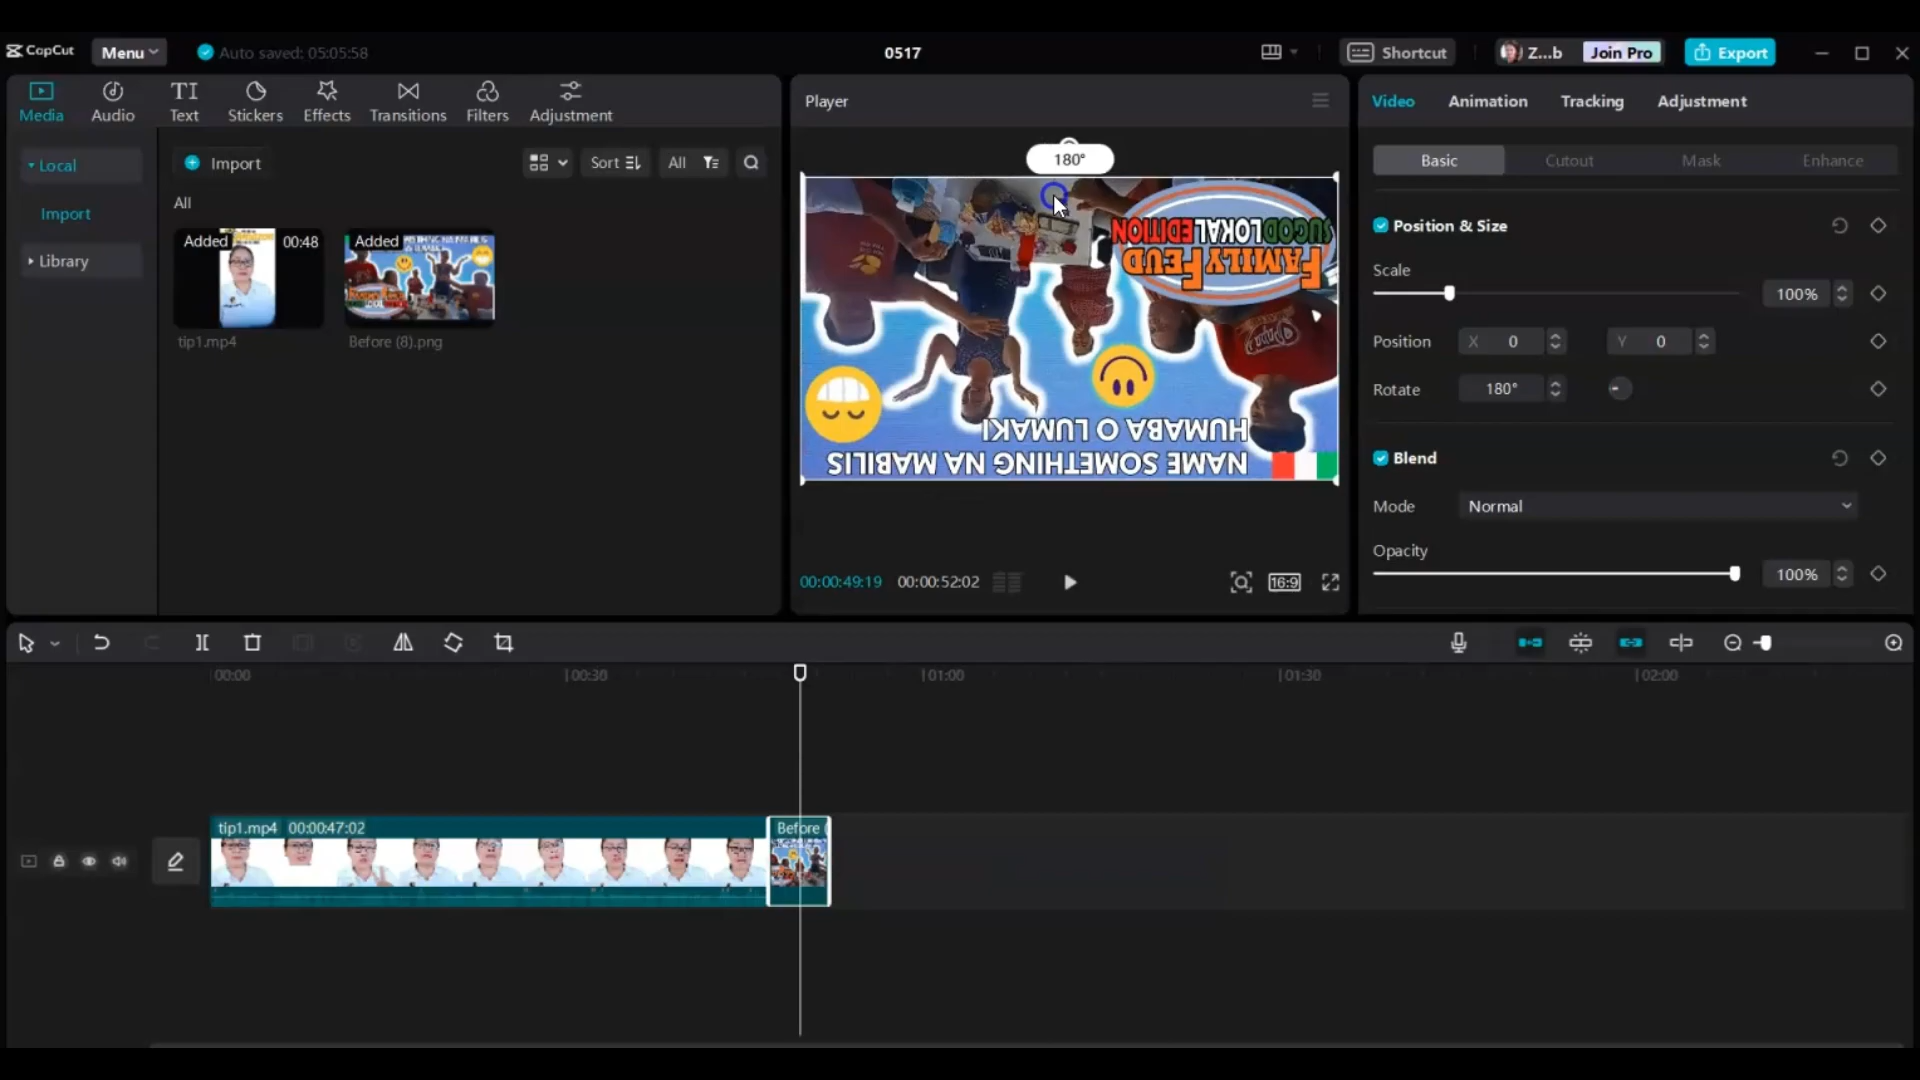 CapCut
Menu
Auto saved: 05:05:58
0517
Shortcut
Z...b
Join Pro
Export
Media
Audio
TI
Text
Stickers
Effects
Transitions
Filters
Adjustment
Player
Video
Animation
Tracking
Adjustment
Local
Import
Library
Import
Sort
All
All
Added
00:48
tip1.mp4
Added
Before (8).png
180°
NAME SOMETHING NA MABILIS
HUMABA O LUMAKI
FAMILY FEUD
SUGOD LOKAL EDITION
00:00:49:19
00:00:52:02
16:9
Basic
Cutout
Mask
Enhance
Position & Size
Scale
100%
Position
X 0
Y 0
Rotate
180°
Blend
Mode
Normal
Opacity
100%
00:00
00:30
01:00
01:30
02:00
tip1.mp4 00:00:47:02
Before (